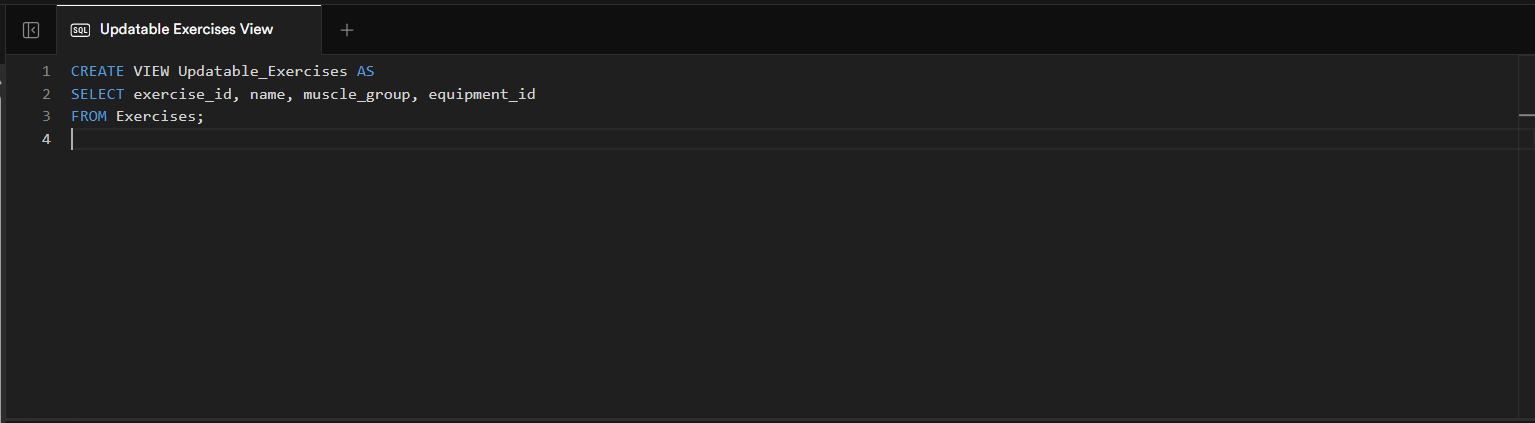 SQL Updatable Exercises View
1 CREATE VIEW Updatable_Exercises AS
2 SELECT exercise_id, name, muscle_group, equipment_id
3 FROM Exercises;
4